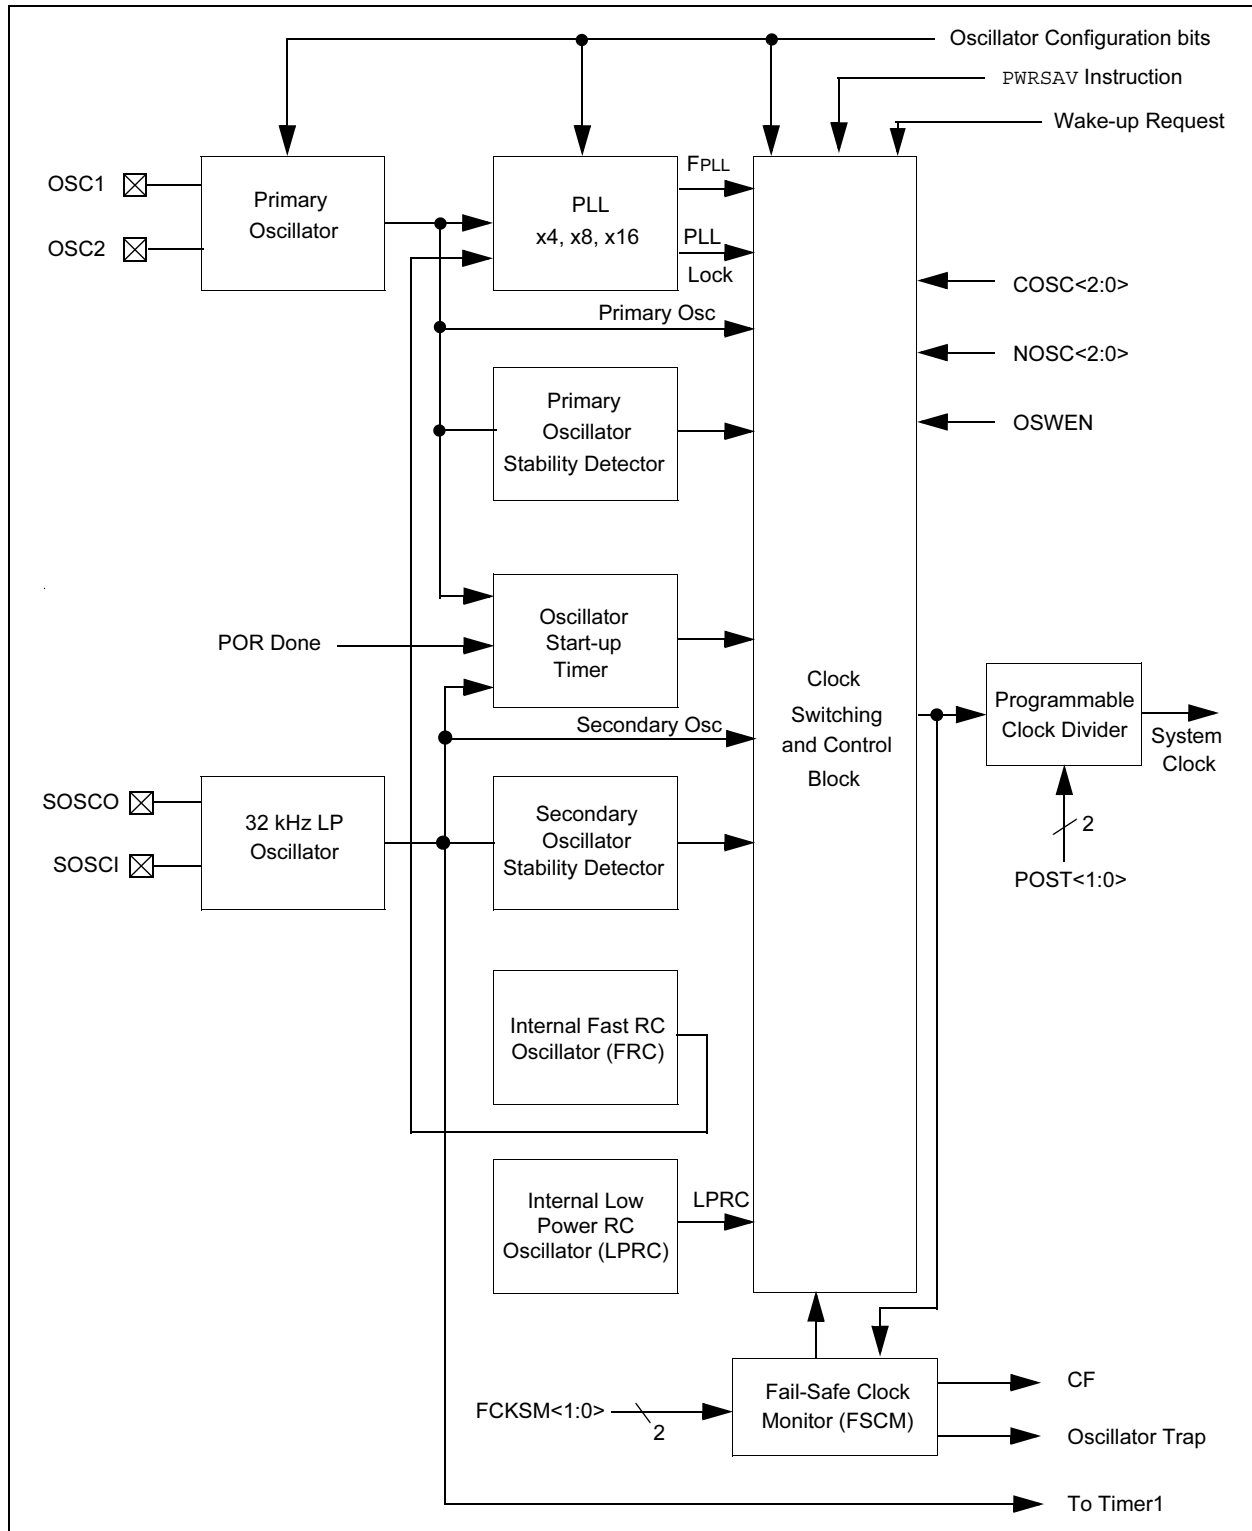 Oscillator Configuration bits
PWRSAV Instruction
Wake-up Request
OSC1
OSC2
Primary
Oscillator
PLL
x4, x8, x16
FPLL
PLL
Lock
Primary Osc
COSC<2:0>
NOSC<2:0>
OSWEN
Primary
Oscillator
Stability Detector
POR Done
Oscillator
Start-up
Timer
Clock
Switching
and Control
Block
Programmable
Clock Divider
System
Clock
2
POST<1:0>
Secondary Osc
SOSCO
SOSCI
32 kHz LP
Oscillator
Secondary
Oscillator
Stability Detector
Internal Fast RC
Oscillator (FRC)
Internal Low
Power RC
Oscillator (LPRC)
LPRC
FCKSM<1:0>
2
Fail-Safe Clock
Monitor (FSCM)
CF
Oscillator Trap
To Timer1